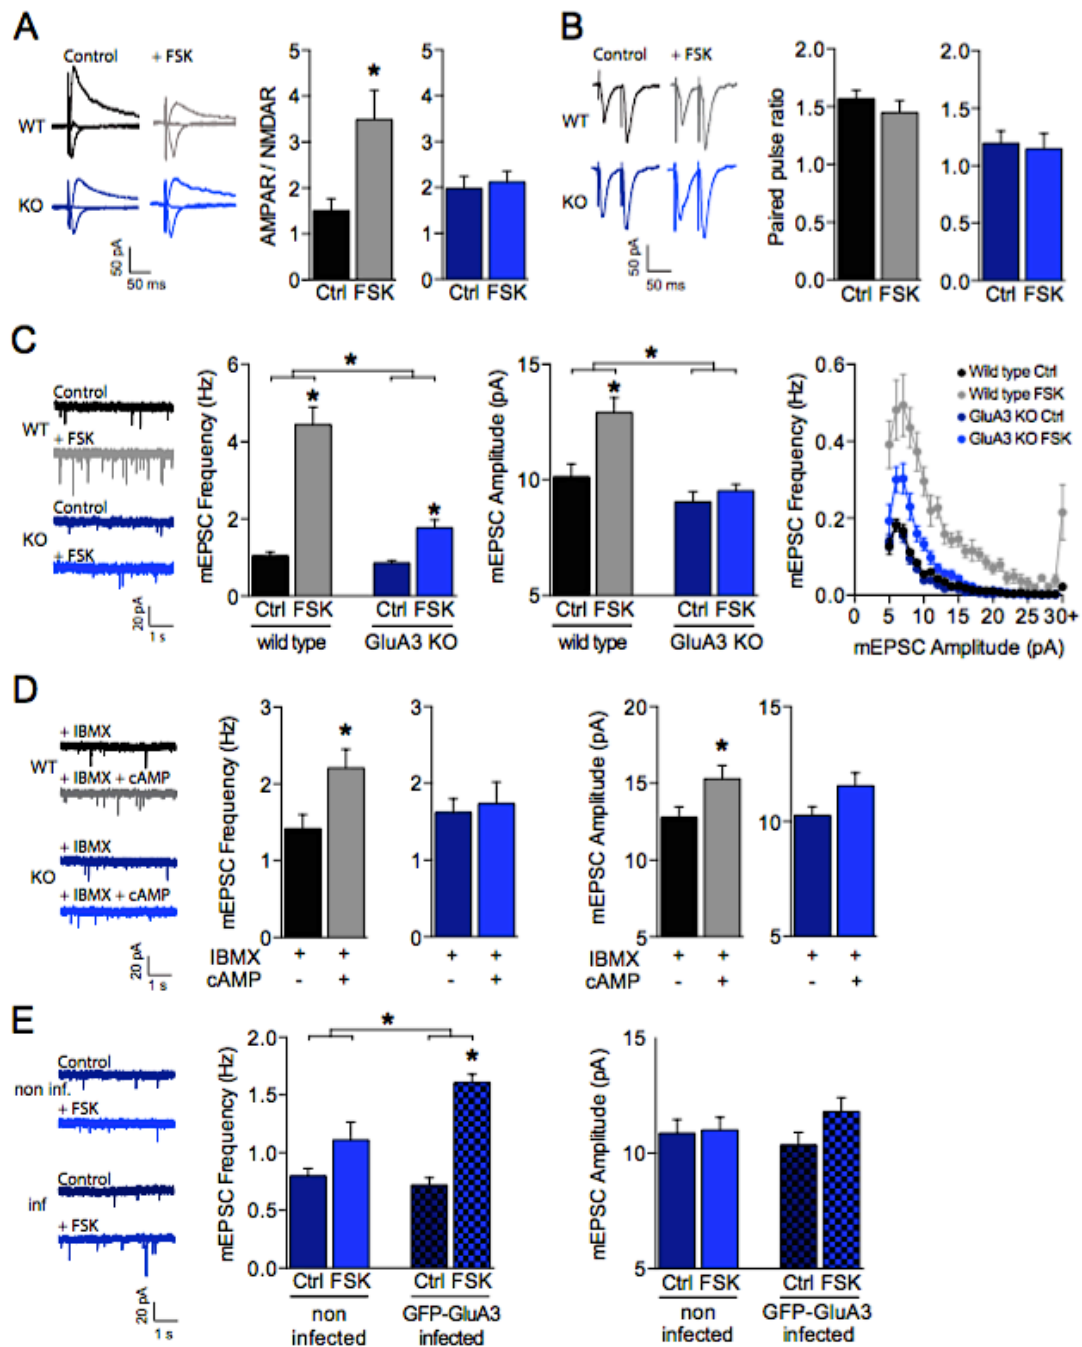 A
Control + FSK
WT
KO
50 pA
50 ms
AMPAR / NMDAR
5
4
3
2
1
0
*
Ctrl FSK
5
4
3
2
1
0
Ctrl FSK
B
Control + FSK
WT
KO
50 pA
50 ms
Paired pulse ratio
2.0
1.5
1.0
0.5
0.0
Ctrl FSK
2.0
1.5
1.0
0.5
0.0
Ctrl FSK
C
Control
WT
+ FSK
Control
KO
+ FSK
20 pA
1 s
mEPSC Frequency (Hz)
6
4
2
0
*
*
*
Ctrl FSK Ctrl FSK
wild type GluA3 KO
mEPSC Amplitude (pA)
15
10
5
*
*
Ctrl FSK Ctrl FSK
wild type GluA3 KO
mEPSC Frequency (Hz)
0.6
0.4
0.2
0.0
Wild type Ctrl
Wild type FSK
GluA3 KO Ctrl
GluA3 KO FSK
0 5 10 15 20 25 30+
mEPSC Amplitude (pA)
D
+ IBMX
WT
+ IBMX + cAMP
+ IBMX
KO
+ IBMX + cAMP
20 pA
1 s
mEPSC Frequency (Hz)
3
2
1
0
*
3
2
1
0
IBMX + + + +
cAMP - + - +
mEPSC Amplitude (pA)
20
15
10
5
*
15
10
5
IBMX + + + +
cAMP - + - +
E
Control
non inf.
+ FSK
Control
inf
+ FSK
20 pA
1 s
mEPSC Frequency (Hz)
2.0
1.5
1.0
0.5
0.0
*
*
Ctrl FSK Ctrl FSK
non infected
GFP-GluA3 infected
mEPSC Amplitude (pA)
15
10
5
Ctrl FSK Ctrl FSK
non infected
GFP-GluA3 infected